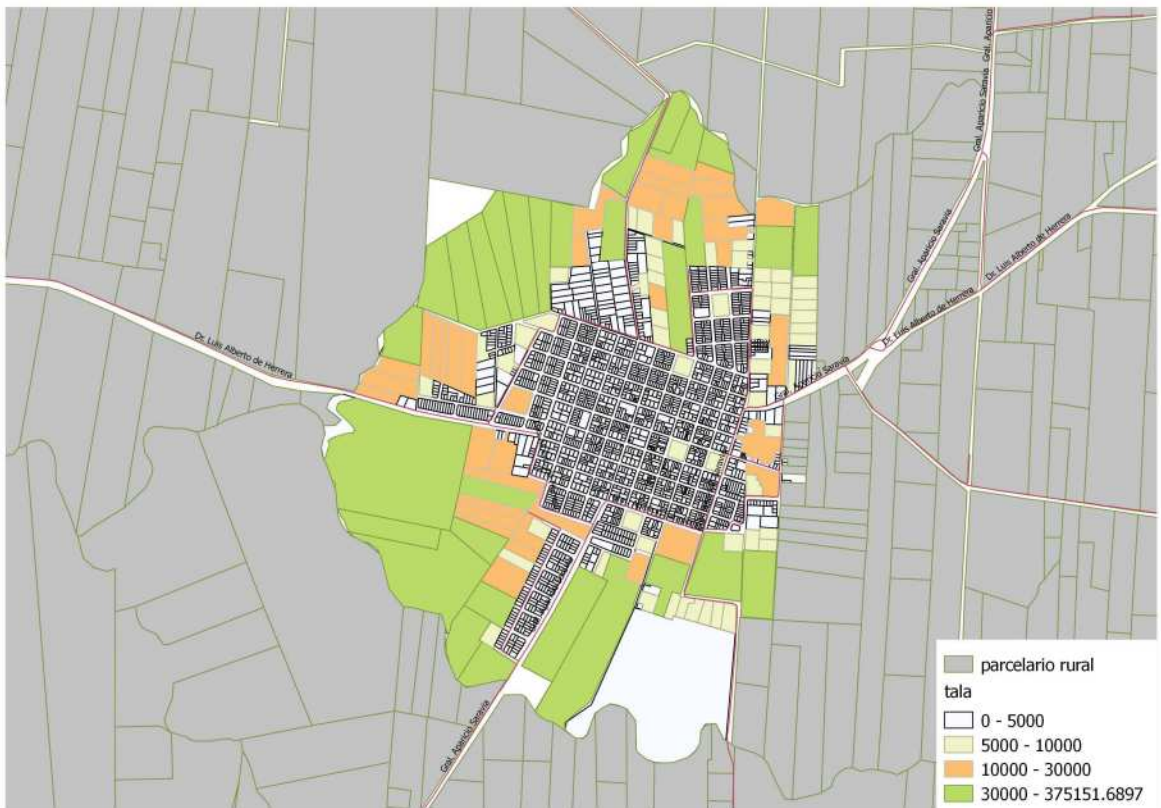 Gral. Aparicio
Gral. Aparicio Saravia
Gral. Aparicio Saravia
Dr. Luis Alberto de Herrera
Dr. Luis Alberto de Herrera
Dr. Luis Alberto de Herrera
Aparicio Saravia
Gral. Aparicio Saravia
parcelario rural
tala
0 - 5000
5000 - 10000
10000 - 30000
30000 - 375151.6897